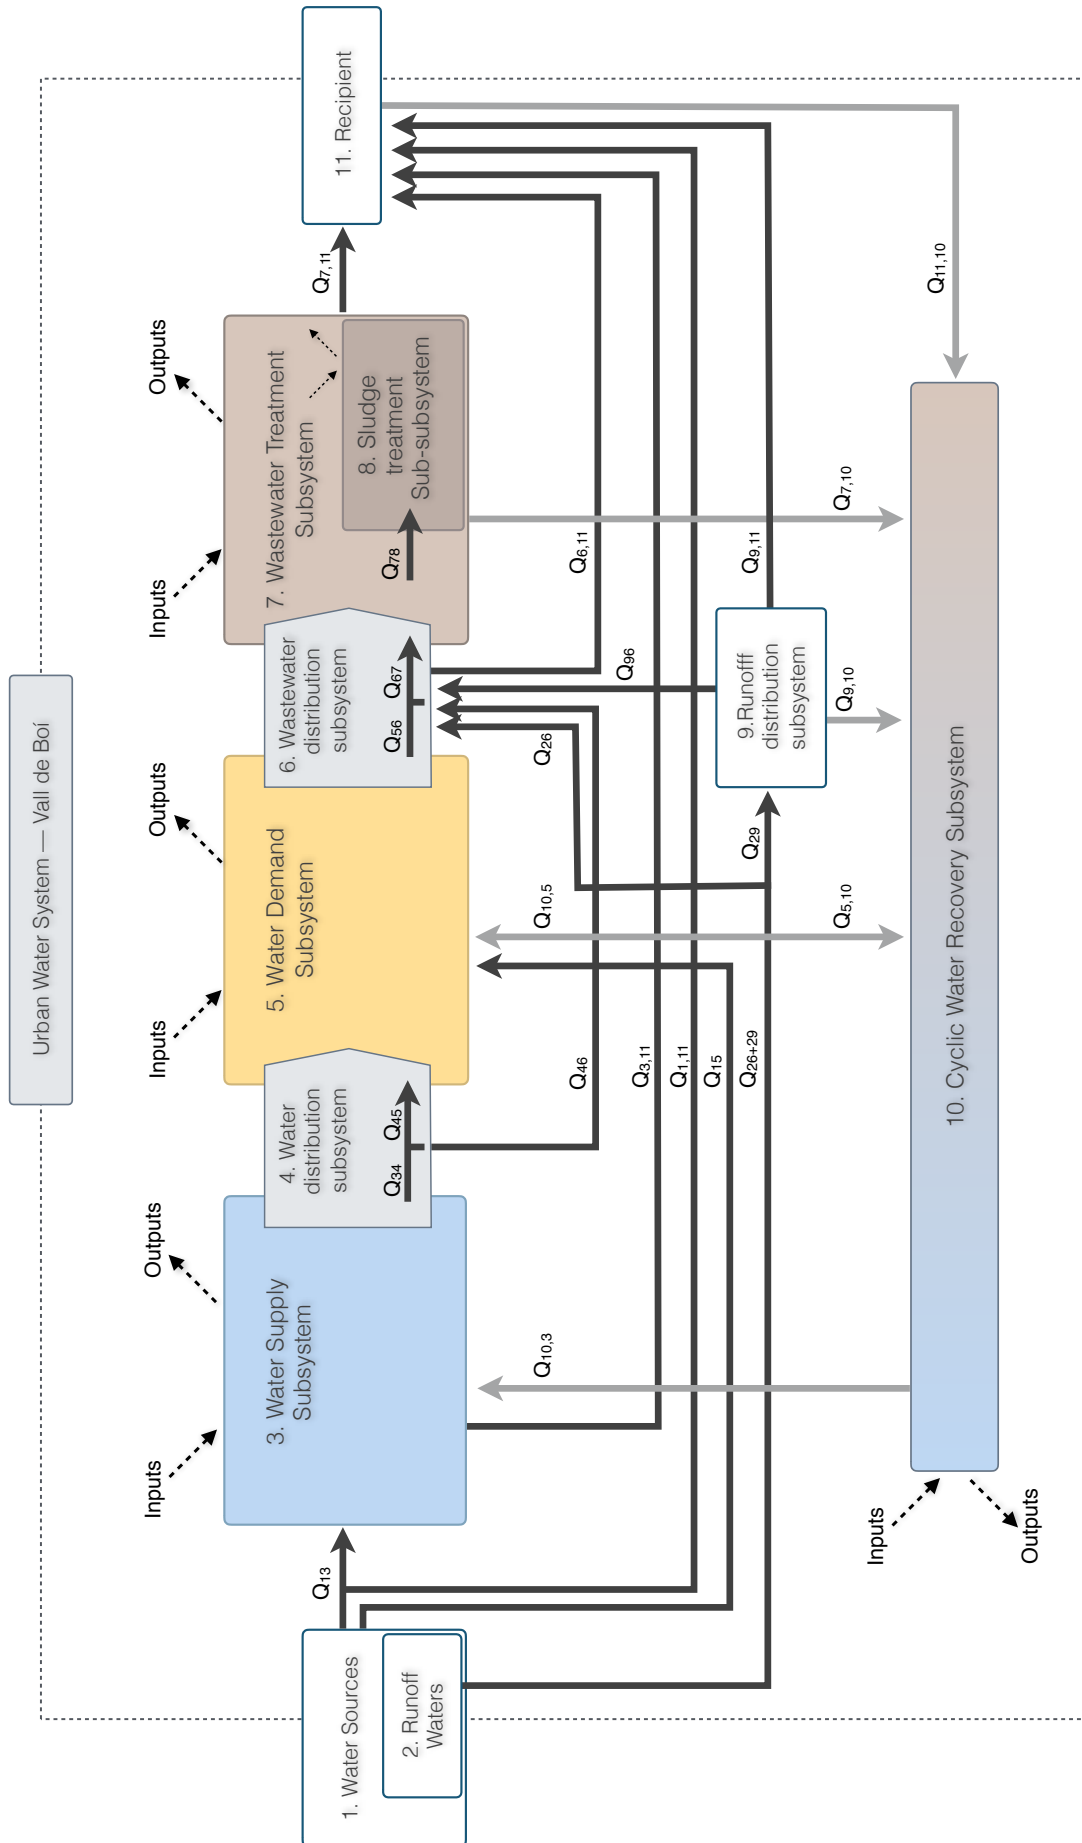 Urban Water System — Vall de Boí
Inputs
Outputs
Inputs
Outputs
Inputs
Outputs
1. Water Sources
2. Runoff
Waters
Q13
3. Water Supply
Subsystem
4. Water
distribution
subsystem
Q34
Q45
5. Water Demand
Subsystem
6. Wastewater
distribution
subsystem
Q56
Q67
7. Wastewater Treatment
Subsystem
8. Sludge
treatment
Sub-subsystem
Q78
Q7,11
11. Recipient
Q10,3
Q10,5
Q26
Q46
Q6,11
Q96
Q3,11
Q1,11
Q15
Q26+29
Q29
9.Runofff
distribution
subsystem
Q9,11
Q5,10
Q9,10
Q7,10
Q11,10
Inputs
Outputs
10. Cyclic Water Recovery Subsystem